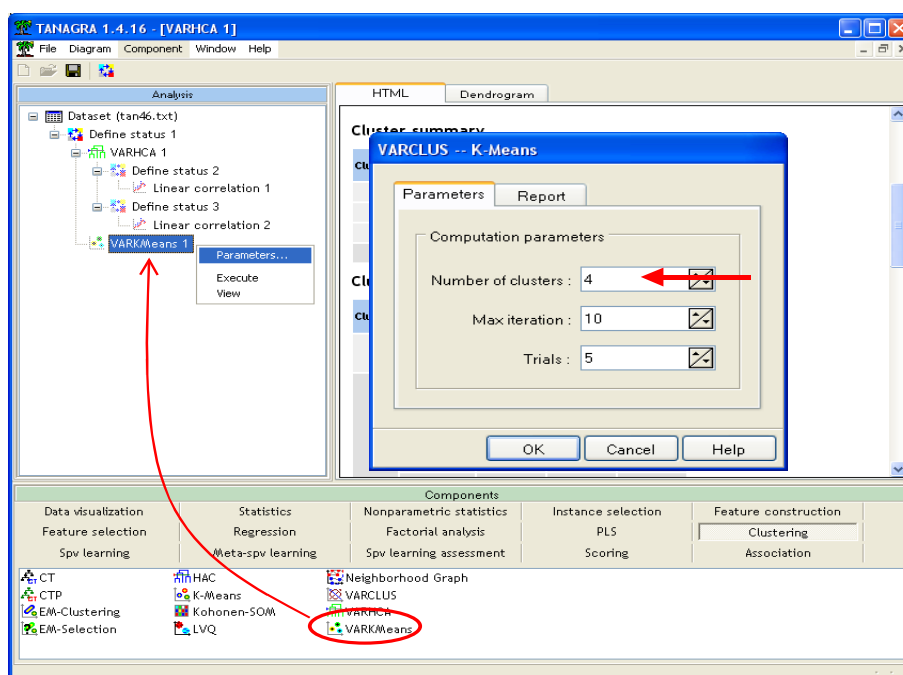 TANAGRA 1.4.16 - [VARHCA 1]
File Diagram Component Window Help
Analysis
Dataset (tan46.txt)
Define status 1
VARHCA 1
Define status 2
Linear correlation 1
Define status 3
Linear correlation 2
VARKMeans 1
Parameters...
Execute
View
HTML Dendrogram
Cluster summary
Clu
Clu
Clu
VARCLUS -- K-Means
Parameters Report
Computation parameters
Number of clusters : 4
Max iteration : 10
Trials : 5
OK Cancel Help
Components
Data visualization Statistics Nonparametric statistics Instance selection Feature construction
Feature selection Regression Factorial analysis PLS Clustering
Spv learning Meta-spv learning Spv learning assessment Scoring Association
CT HAC Neighborhood Graph
CTP K-Means VARCLUS
EM-Clustering Kohonen-SOM VARHCA
EM-Selection LVQ VARKMeans